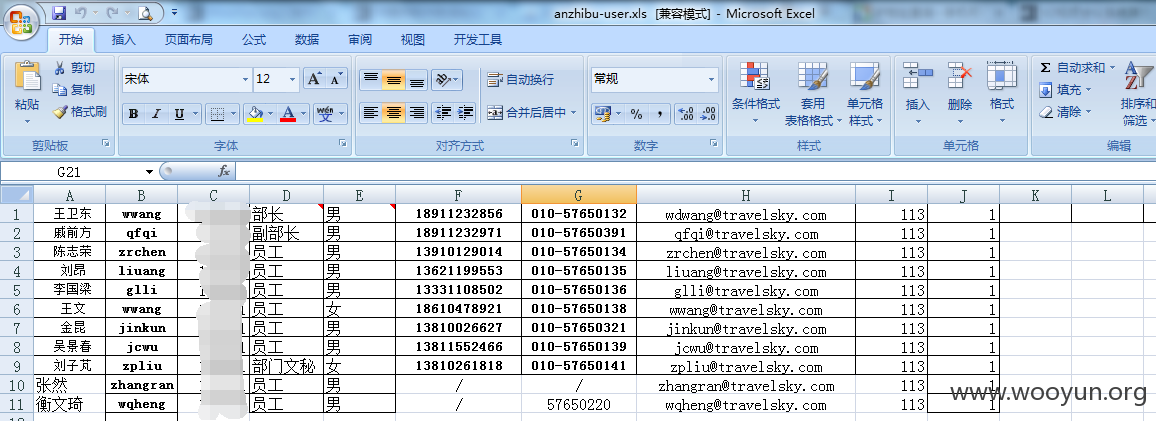 anzhibu-user.xls [兼容模式] - Microsoft Excel
开始 插入 页面布局 公式 数据 审阅 视图 开发工具
粘贴 剪切 复制 格式刷 剪贴板
宋体 12 A A B I U A wén 变 字体
自动换行 合并后居中 对齐方式
常规 % , .0 .00 .00 .0 数字
条件格式 套用表格格式 单元格样式 样式
插入 删除 格式 单元格
Σ 自动求和 填充 清除 排序和筛选 编辑
G21 fx
A B C D E F G H I J K L
1 王卫东 wwang 部长 男 18911232856 010-57650132 wdwang@travelsky.com 113 1
2 戚前方 qfqi 副部长 男 18911232971 010-57650391 qfqi@travelsky.com 113 1
3 陈志荣 zrchen 员工 男 13910129014 010-57650134 zrchen@travelsky.com 113 1
4 刘昂 liuang 员工 男 13621199553 010-57650135 liuang@travelsky.com 113 1
5 李国梁 glli 员工 男 13331108502 010-57650136 glli@travelsky.com 113 1
6 王文 wwang 员工 女 18610478921 010-57650138 wwang@travelsky.com 113 1
7 金昆 jinkun 员工 男 13810026627 010-57650321 jinkun@travelsky.com 113 1
8 吴景春 jcwu 员工 男 13811552466 010-57650139 jcwu@travelsky.com 113 1
9 刘子芃 zpliu 部门文秘 女 13810261818 010-57650141 zpliu@travelsky.com 113 1
10 张然 zhangran 员工 男 / / zhangran@travelsky.com 113 1
11 衡文琦 wqheng 员工 男 / 57650220 wqheng@travelsky.com 113 1
www.wooyun.org